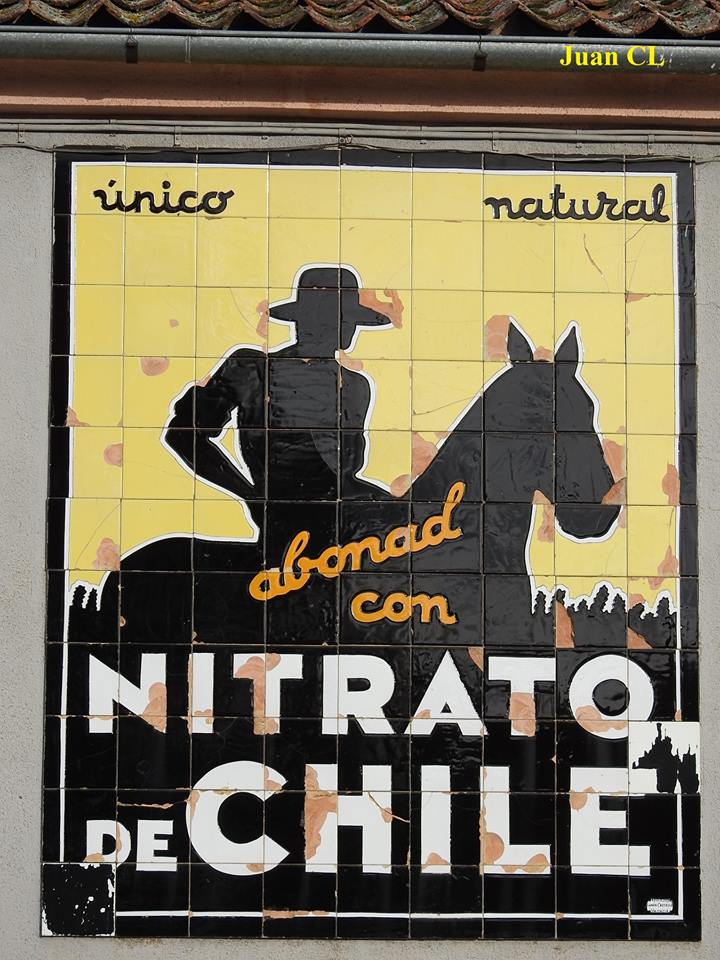 Juan CL
único natural
abonad
con
NITRATO
DE CHILE